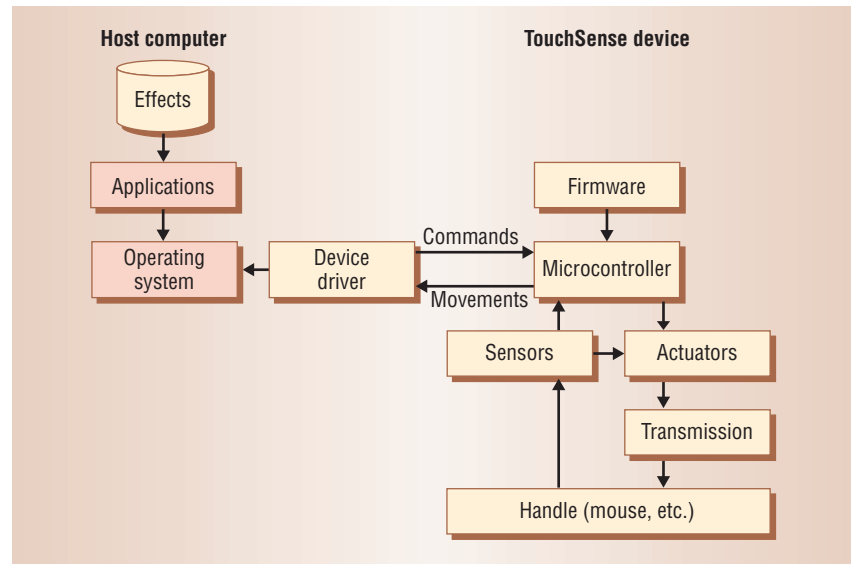 Host computer
TouchSense device
Effects
Applications
Firmware
Operating
system
Device
driver
Commands
Movements
Microcontroller
Sensors
Actuators
Transmission
Handle (mouse, etc.)